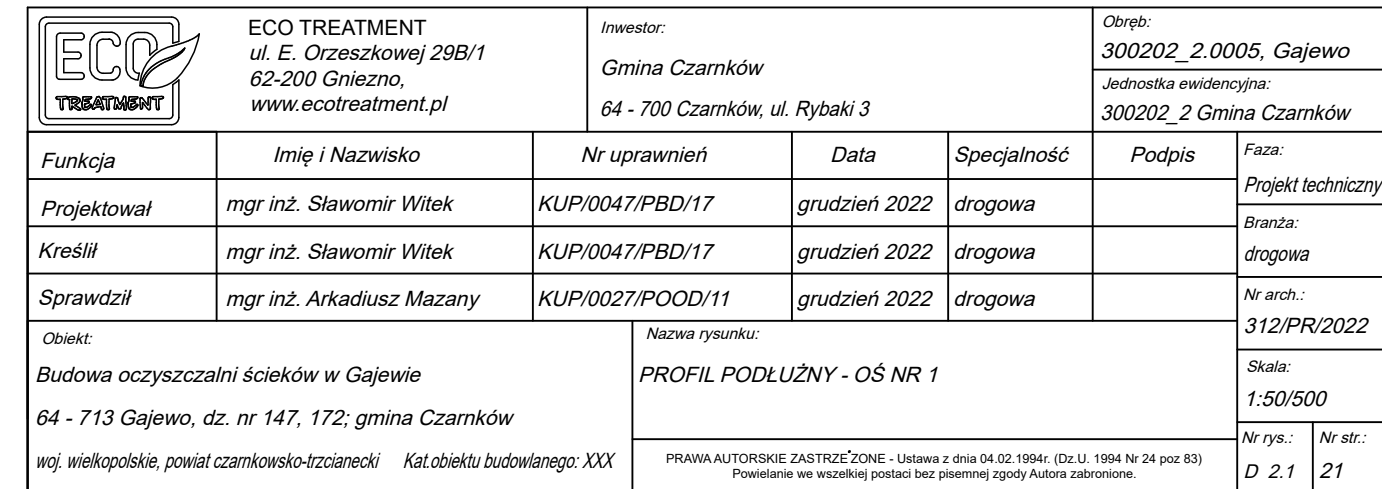 ECO
TREATMENT
ECO TREATMENT
ul. E. Orzeszkowej 29B/1
62-200 Gniezno,
www.ecotreatment.pl
Inwestor:
Gmina Czarnków
64 - 700 Czarnków, ul. Rybaki 3
Obręb:
300202_2.0005, Gajewo
Jednostka ewidencyjna:
300202_2 Gmina Czarnków
Funkcja Imię i Nazwisko Nr uprawnień Data Specjalność Podpis
Projektował mgr inż. Sławomir Witek KUP/0047/PBD/17 grudzień 2022 drogowa
Kreślił mgr inż. Sławomir Witek KUP/0047/PBD/17 grudzień 2022 drogowa
Sprawdził mgr inż. Arkadiusz Mazany KUP/0027/POOD/11 grudzień 2022 drogowa
Faza:
Projekt techniczny
Branża:
drogowa
Nr arch.:
312/PR/2022
Skala:
1:50/500
Nr rys.: Nr str.:
D 2.1 21
Obiekt:
Budowa oczyszczalni ścieków w Gajewie
64 - 713 Gajewo, dz. nr 147, 172; gmina Czarnków
woj. wielkopolskie, powiat czarnkowsko-trzcianecki Kat.obiektu budowlanego: XXX
Nazwa rysunku:
PROFIL PODŁUŻNY - OŚ NR 1
PRAWA AUTORSKIE ZASTRZEŻONE - Ustawa z dnia 04.02.1994r. (Dz.U. 1994 Nr 24 poz 83)
Powielanie we wszelkiej postaci bez pisemnej zgody Autora zabronione.